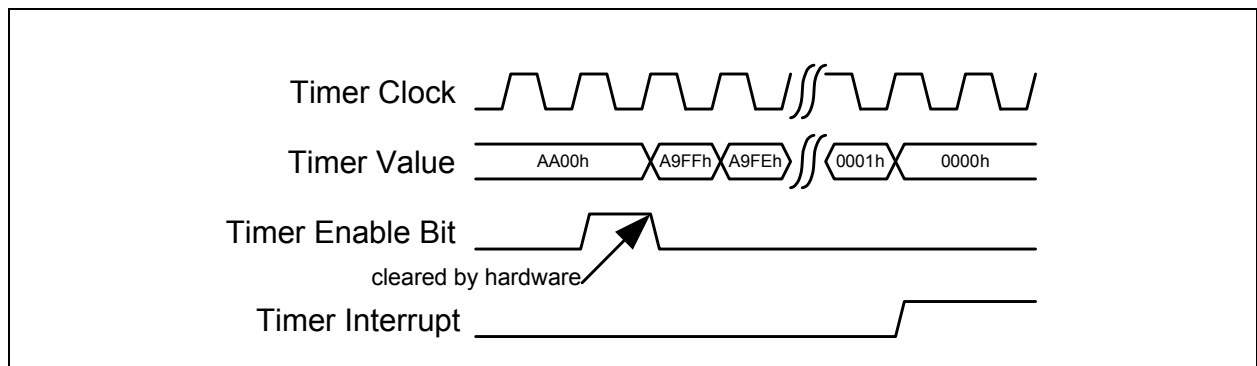 Timer Clock
Timer Value AA00h A9FFh A9FEh 0001h 0000h
Timer Enable Bit
cleared by hardware
Timer Interrupt